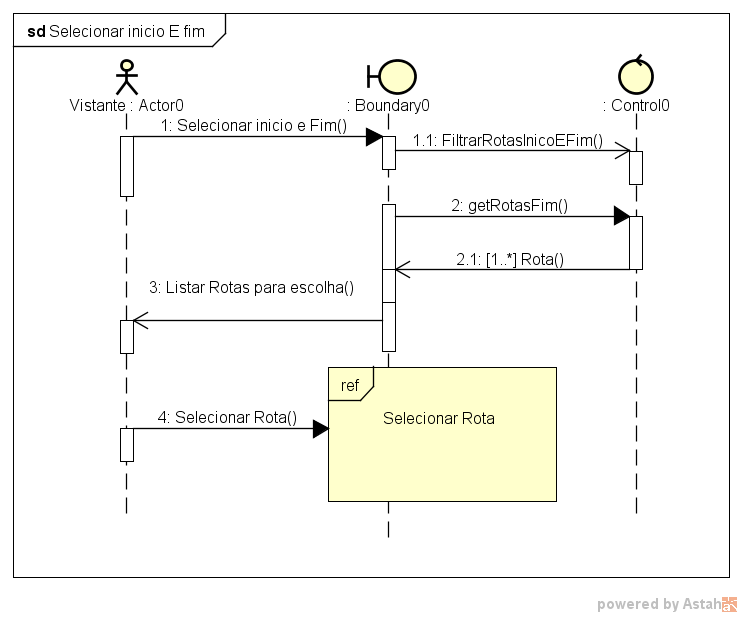 sd Selecionar inicio E fim
Vistante : Actor0
: Boundary0
: Control0
1: Selecionar inicio e Fim()
1.1: FiltrarRotasInicoEFim()
2: getRotasFim()
2.1: [1..*] Rota()
3: Listar Rotas para escolha()
ref
Selecionar Rota
4: Selecionar Rota()
powered by Astah